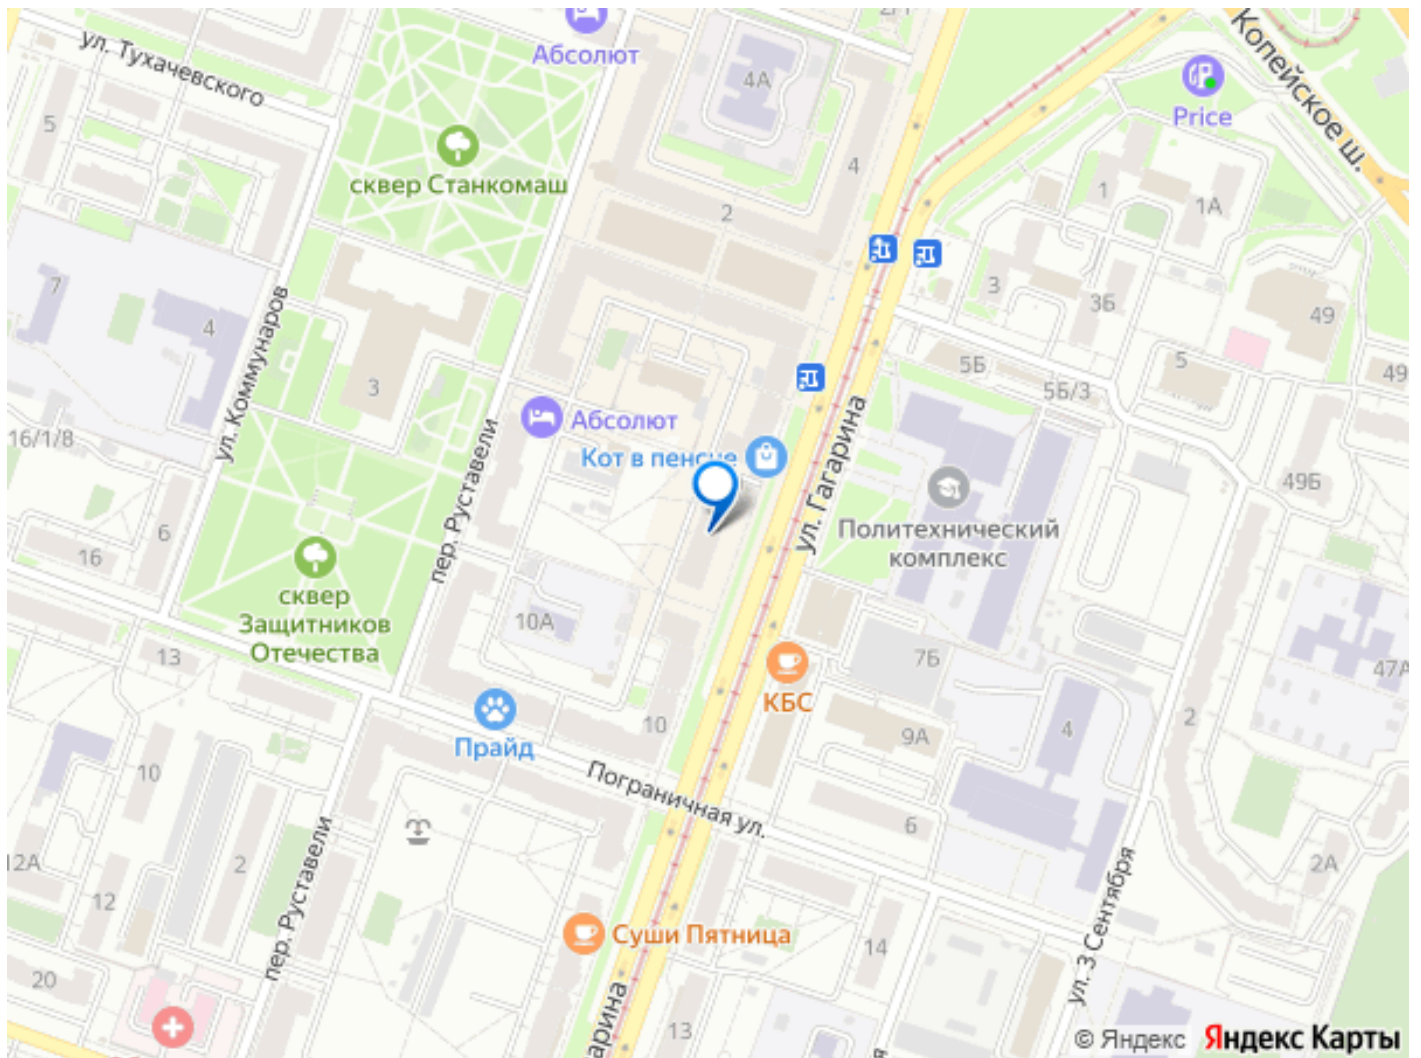 ул. Тухачевского
Абсолют
4А
Копейское ш.
Price
5
сквер Станкомаш
4
1
1А
2
7
4
ул. Коммунаров
3
3Б
49
3
5Б
5
5Б/3
49
Абсолют
Кот в пенсне
ул. Гагарина
16/1/8
пер. Руставели
49Б
Политехнический
комплекс
6
16
сквер
Защитников
Отечества
10А
13
7Б
47А
КБС
Прайд
10
9А
4
2
10
Пограничная ул.
6
2А
12А
2
12
пер. Руставели
Суши Пятница
14
ул. 3 Сентября
20
13
гарина
© Яндекс
Яндекс Карты